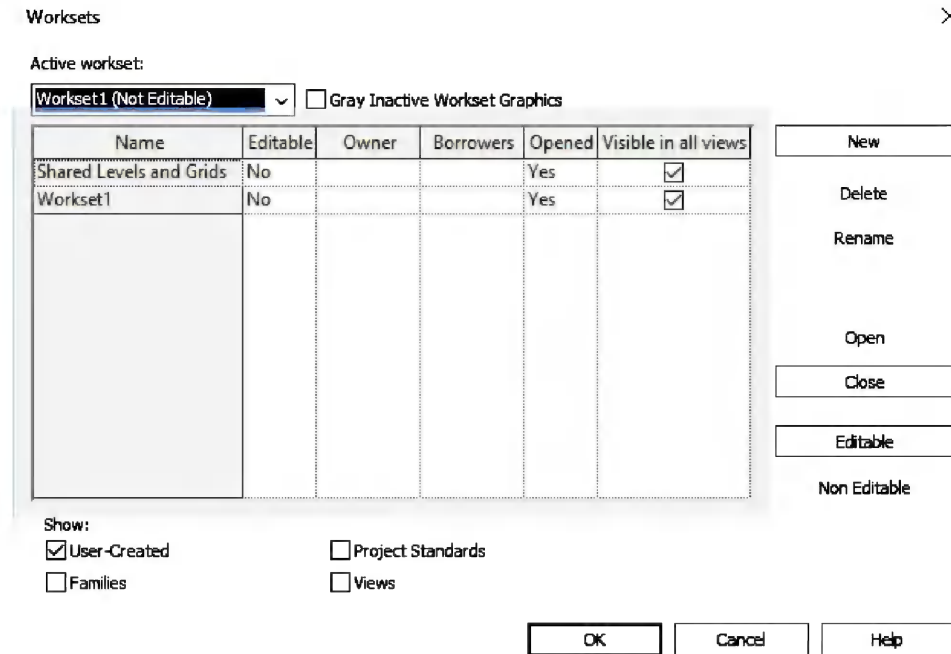 Worksets
Active workset:
Workset1 (Not Editable)
Gray Inactive Workset Graphics
Name Editable Owner Borrowers Opened Visible in all views
Shared Levels and Grids No Yes
Workset1 No Yes
New
Delete
Rename
Open
Close
Editable
Non Editable
Show:
User-Created Project Standards
Families Views
OK Cancel Help